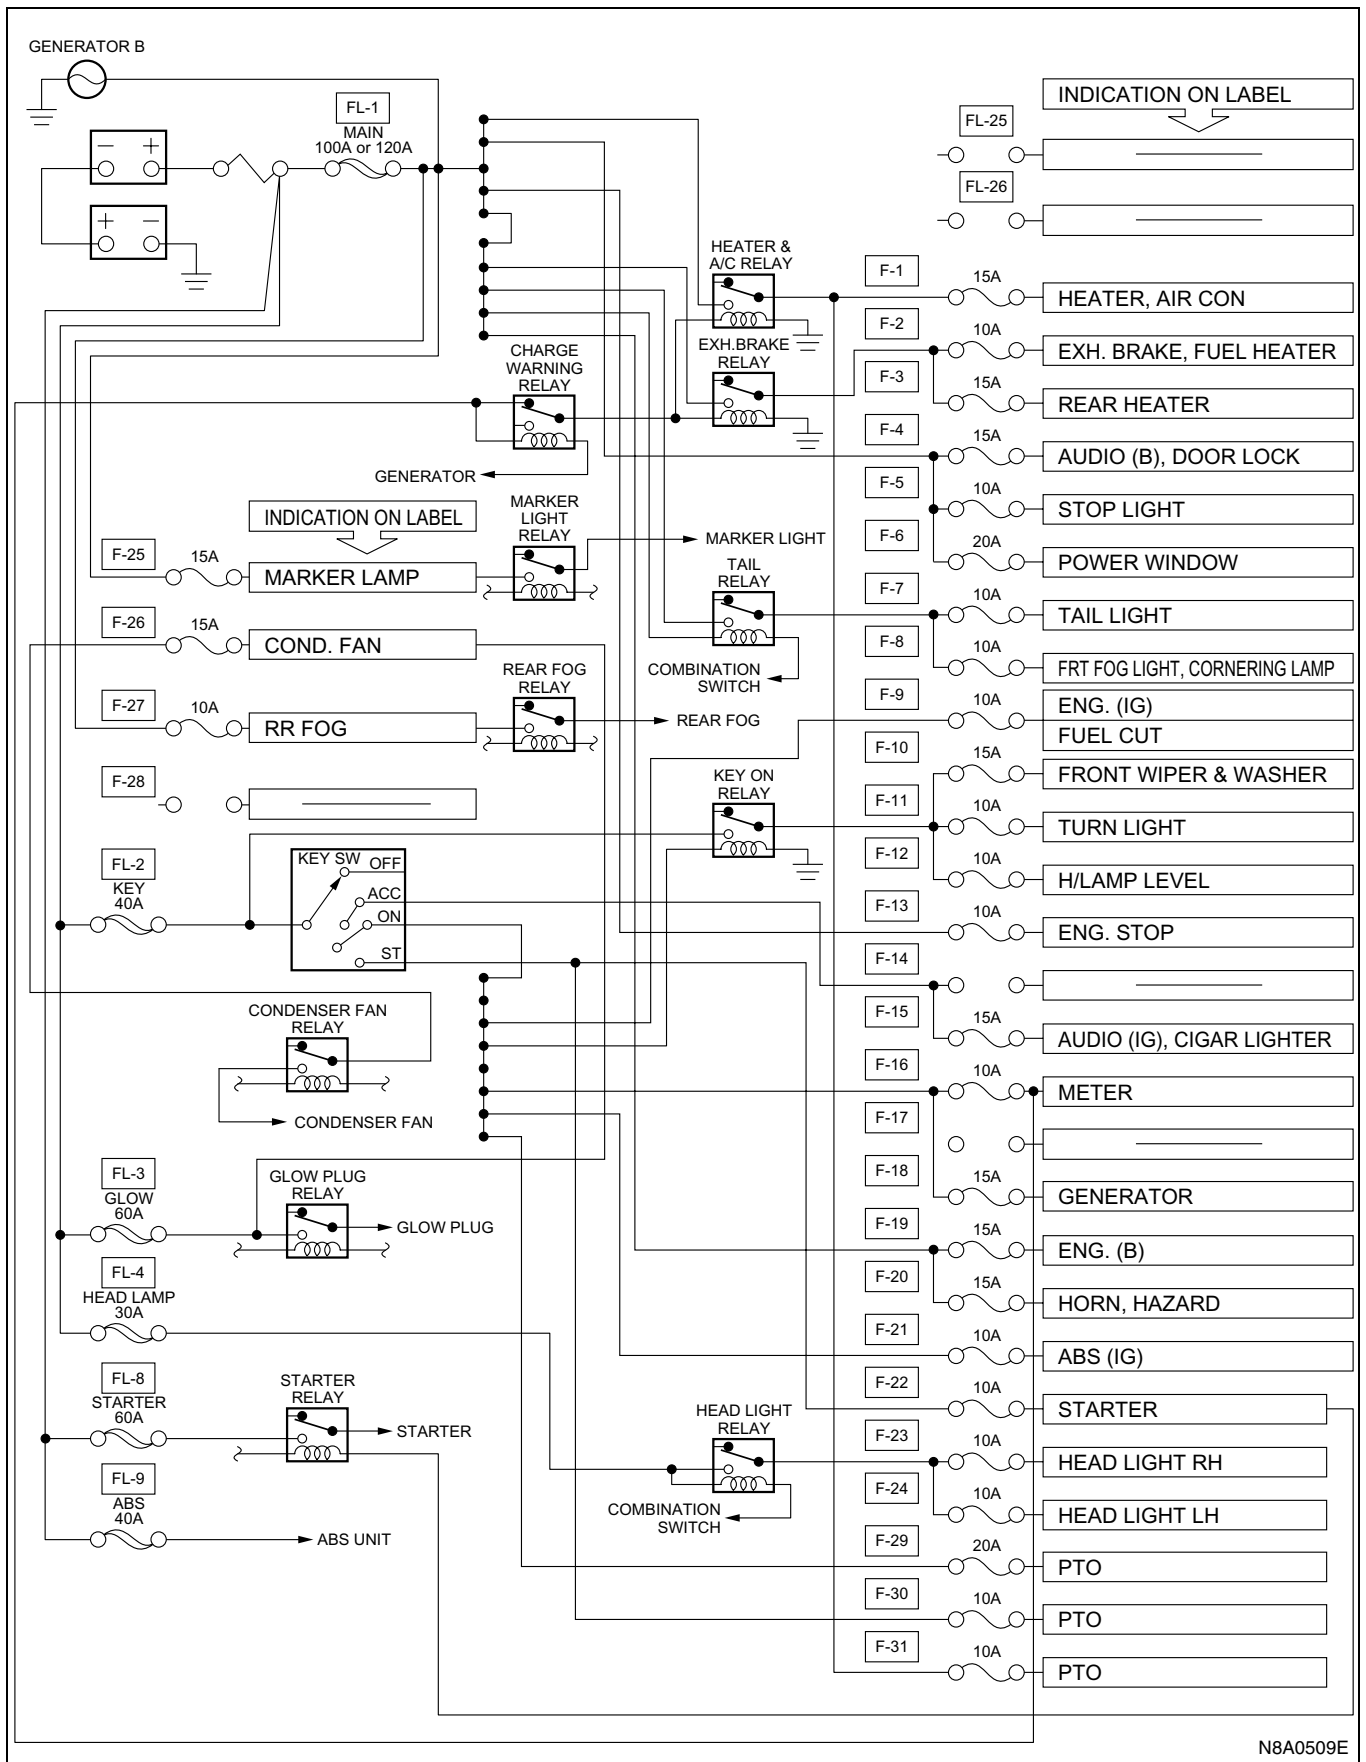 GENERATOR B
FL-1
MAIN
100A or 120A
− +
+ −
INDICATION ON LABEL
FL-25
FL-26
HEATER &
A/C RELAY
F-1
15A
HEATER, AIR CON
F-2
10A
EXH. BRAKE, FUEL HEATER
EXH.BRAKE
RELAY
CHARGE
WARNING
RELAY
F-3
15A
REAR HEATER
F-4
15A
AUDIO (B), DOOR LOCK
GENERATOR
F-5
10A
STOP LIGHT
INDICATION ON LABEL
MARKER
LIGHT
RELAY
MARKER LIGHT
F-6
20A
POWER WINDOW
F-25
15A
MARKER LAMP
TAIL
RELAY
F-7
10A
TAIL LIGHT
F-26
15A
COND. FAN
F-8
10A
FRT FOG LIGHT, CORNERING LAMP
COMBINATION
SWITCH
REAR FOG
RELAY
REAR FOG
F-27
10A
RR FOG
F-9
10A
ENG. (IG)
FUEL CUT
F-10
15A
FRONT WIPER & WASHER
F-28
KEY ON
RELAY
F-11
10A
TURN LIGHT
FL-2
KEY
40A
KEY SW
OFF
ACC
ON
ST
F-12
10A
H/LAMP LEVEL
F-13
10A
ENG. STOP
F-14
CONDENSER FAN
RELAY
CONDENSER FAN
F-15
15A
AUDIO (IG), CIGAR LIGHTER
F-16
10A
METER
F-17
FL-3
GLOW
60A
GLOW PLUG
RELAY
GLOW PLUG
F-18
15A
GENERATOR
F-19
15A
ENG. (B)
FL-4
HEAD LAMP
30A
F-20
15A
HORN, HAZARD
F-21
10A
ABS (IG)
FL-8
STARTER
60A
STARTER
RELAY
STARTER
F-22
10A
STARTER
HEAD LIGHT
RELAY
F-23
10A
HEAD LIGHT RH
FL-9
ABS
40A
ABS UNIT
COMBINATION
SWITCH
F-24
10A
HEAD LIGHT LH
F-29
20A
PTO
F-30
10A
PTO
F-31
10A
PTO
N8A0509E